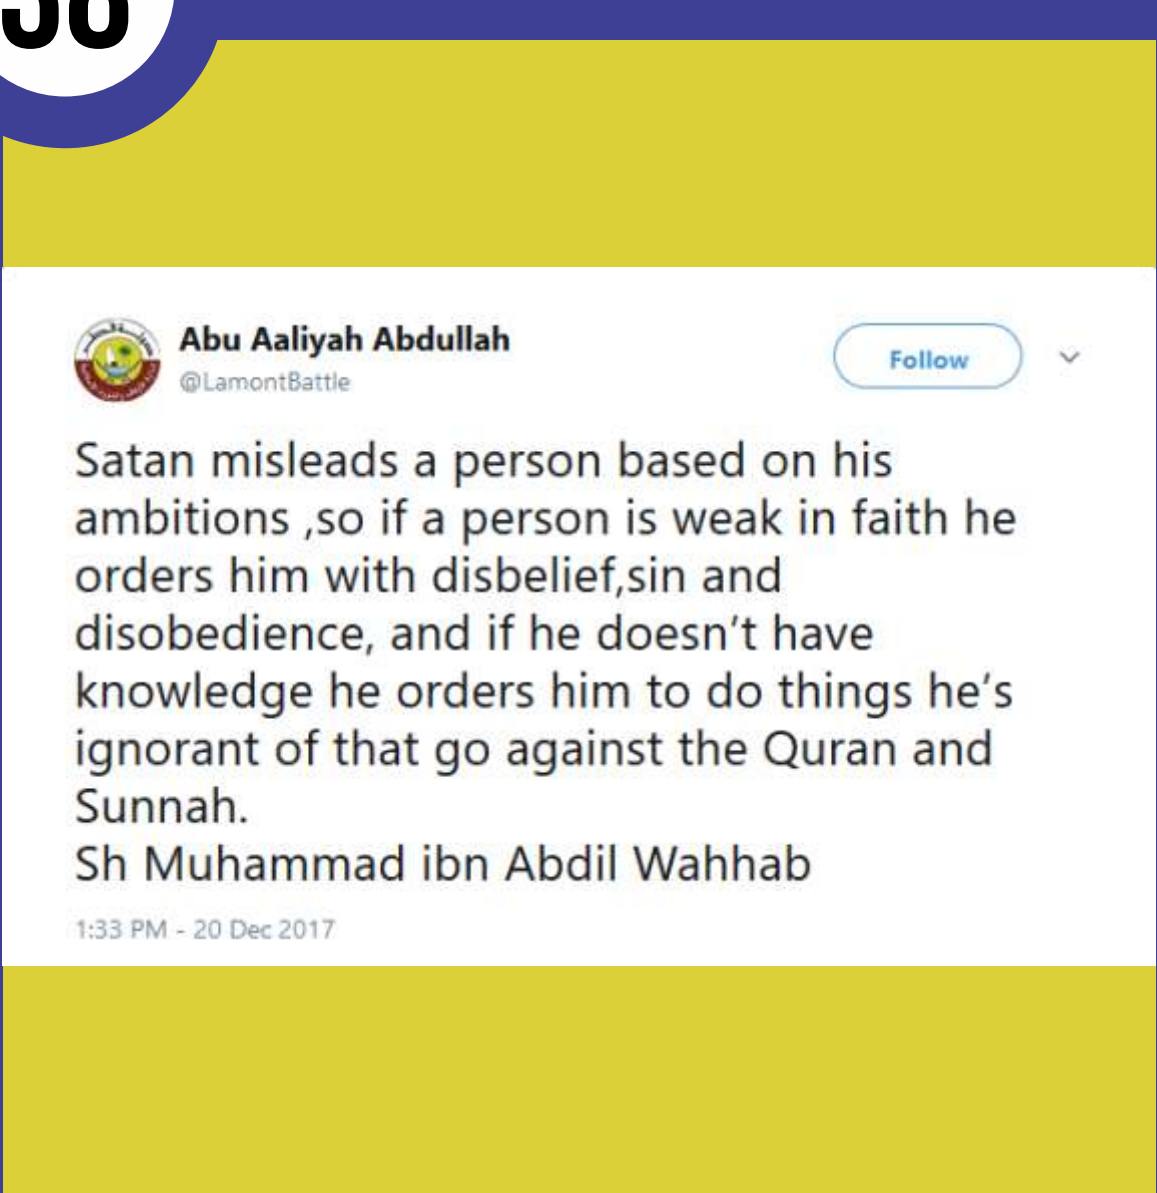 Abu Aaliyah Abdullah
@LamontBattle
Follow
Satan misleads a person based on his
ambitions ,so if a person is weak in faith he
orders him with disbelief,sin and
disobedience, and if he doesn’t have
knowledge he orders him to do things he’s
ignorant of that go against the Quran and
Sunnah.
Sh Muhammad ibn Abdil Wahhab
1:33 PM - 20 Dec 2017